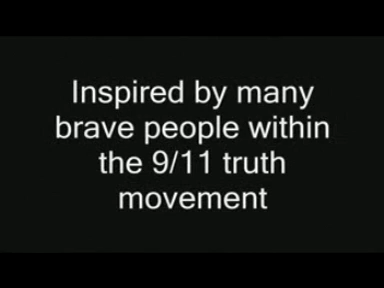 Inspired by many
brave people within
the 9/11 truth
movement